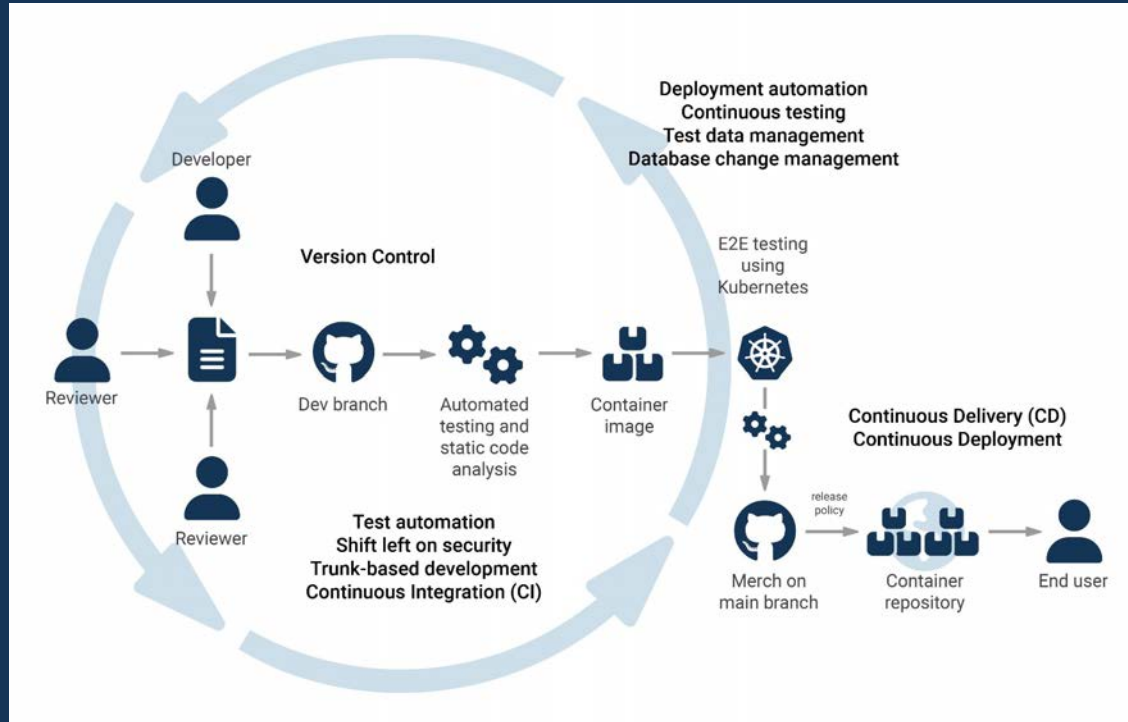 Deployment automation
Continuous testing
Test data management
Database change management
Developer
Version Control
E2E testing
using
Kubernetes
Reviewer
Dev branch
Automated
testing and
static code
analysis
Container
image
Continuous Delivery (CD)
Continuous Deployment
Reviewer
Test automation
Shift left on security
Trunk-based development
Continuous Integration (CI)
release
policy
Merch on
main branch
Container
repository
End user